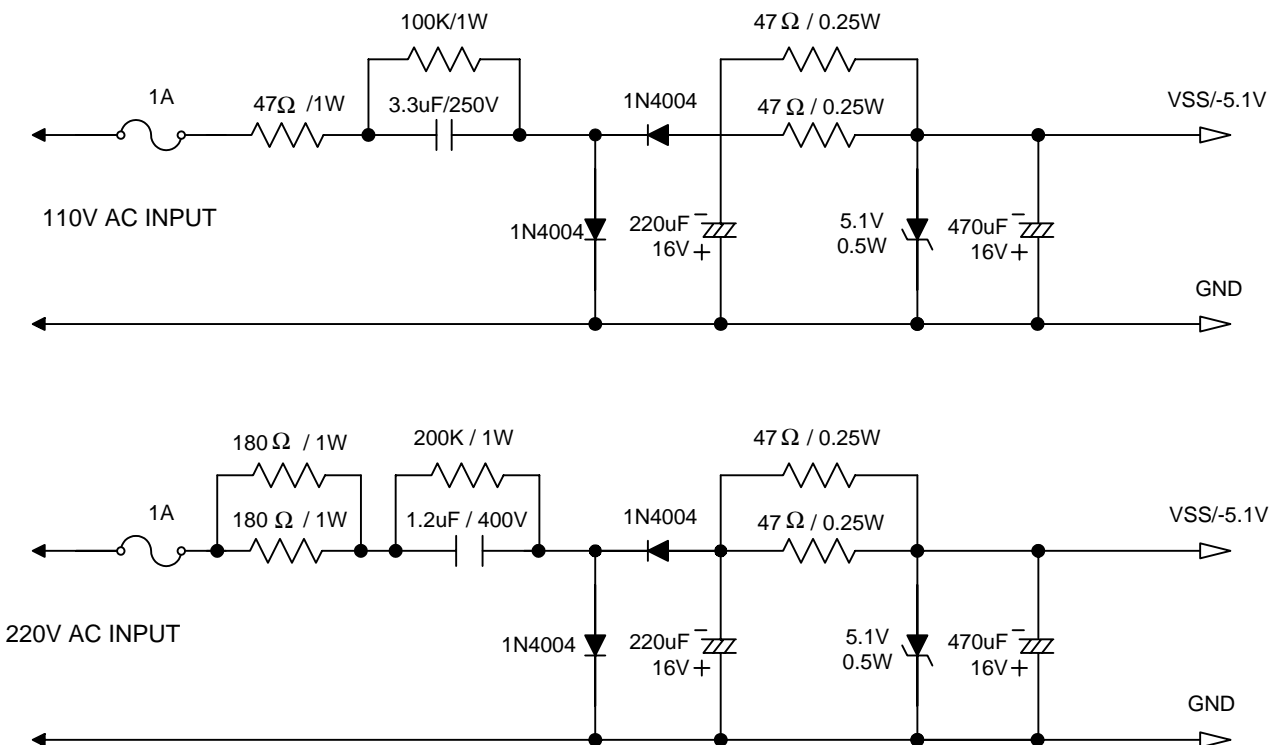 100K/1W
47Ω / 0.25W
1A
47Ω /1W
3.3uF/250V
1N4004
47Ω / 0.25W
VSS/-5.1V
110V AC INPUT
1N4004
220uF −
16V +
5.1V
0.5W
470uF −
16V +
GND
180Ω / 1W
200K / 1W
47Ω / 0.25W
1A
180Ω / 1W
1.2uF / 400V
1N4004
47Ω / 0.25W
VSS/-5.1V
220V AC INPUT
1N4004
220uF −
16V +
5.1V
0.5W
470uF −
16V +
GND